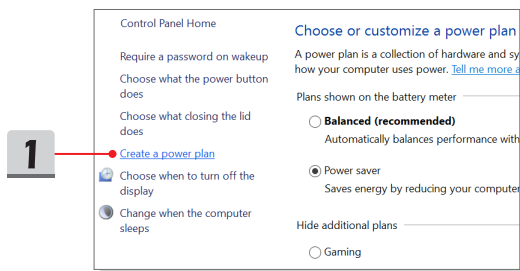 Control Panel Home
Require a password on wakeup
Choose what the power button
does
Choose what closing the lid
does
Create a power plan
Choose when to turn off the
display
Change when the computer
sleeps
1
Choose or customize a power plan
A power plan is a collection of hardware and sy
how your computer uses power. Tell me more a
Plans shown on the battery meter
Balanced (recommended)
Automatically balances performance with
Power saver
Saves energy by reducing your computer
Hide additional plans
Gaming